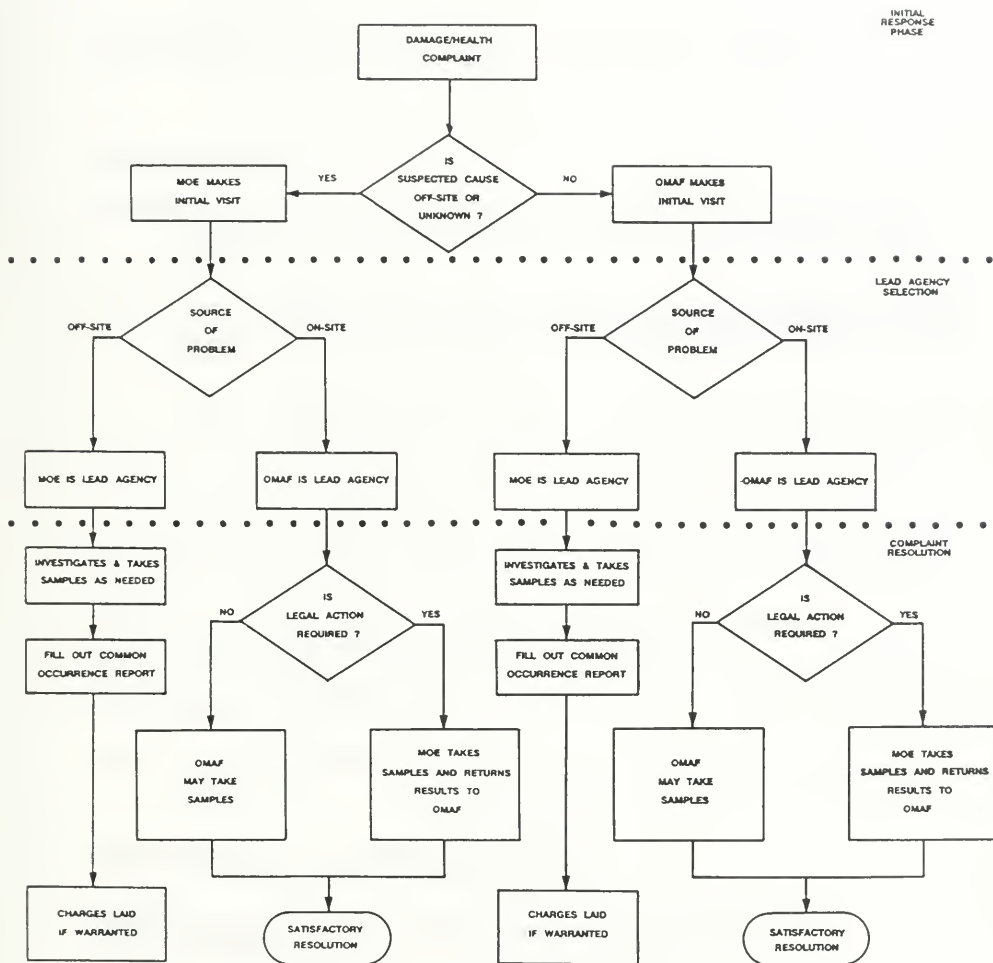 INITIAL
RESPONSE
PHASE
DAMAGE/HEALTH
COMPLAINT
IS
SUSPECTED CAUSE
OFF-SITE OR
UNKNOWN ?
YES
NO
MOE MAKES
INITIAL VISIT
OMAF MAKES
INITIAL VISIT
LEAD AGENCY
SELECTION
SOURCE
OF
PROBLEM
OFF-SITE
ON-SITE
SOURCE
OF
PROBLEM
OFF-SITE
ON-SITE
MOE IS LEAD AGENCY
OMAF IS LEAD AGENCY
MOE IS LEAD AGENCY
OMAF IS LEAD AGENCY
COMPLAINT
RESOLUTION
INVESTIGATES & TAKES
SAMPLES AS NEEDED
IS
LEGAL ACTION
REQUIRED ?
NO
YES
INVESTIGATES & TAKES
SAMPLES AS NEEDED
IS
LEGAL ACTION
REQUIRED ?
NO
YES
FILL OUT COMMON
OCCURRENCE REPORT
FILL OUT COMMON
OCCURRENCE REPORT
OMAF
MAY TAKE
SAMPLES
MOE TAKES
SAMPLES AND RETURNS
RESULTS TO
OMAF
OMAF
MAY TAKE
SAMPLES
MOE TAKES
SAMPLES AND RETURNS
RESULTS TO
OMAF
CHARGES LAID
IF WARRANTED
SATISFACTORY
RESOLUTION
CHARGES LAID
IF WARRANTED
SATISFACTORY
RESOLUTION